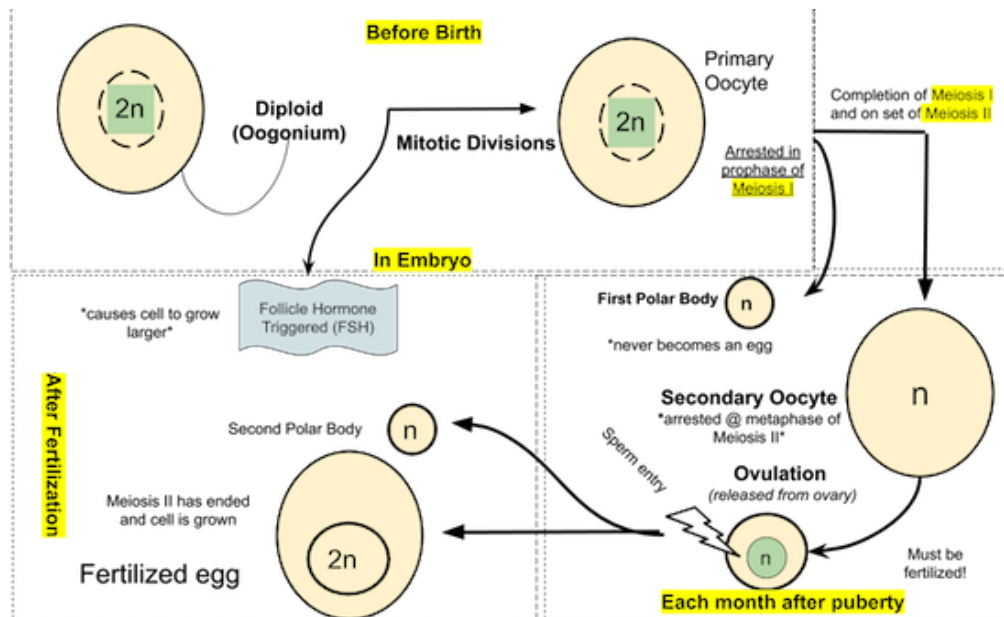 Before Birth
2n
Diploid
(Oogonium)
Mitotic Divisions
2n
Primary
Oocyte
Arrested in
prophase of
Meiosis I
Completion of Meiosis I
and on set of Meiosis II
In Embryo
*causes cell to grow
larger*
Follicle Hormone
Triggered (FSH)
First Polar Body
n
*never becomes an egg
n
Secondary Oocyte
*arrested @ metaphase of
Meiosis II*
Ovulation
(released from ovary)
Sperm entry
n
Must be
fertilized!
Each month after puberty
After Fertilization
Second Polar Body
n
Meiosis II has ended
and cell is grown
2n
Fertilized egg